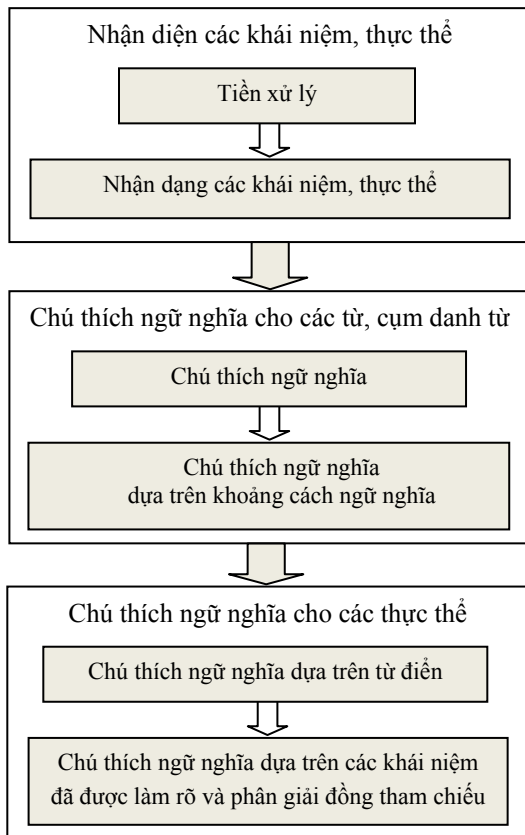 Nhận diện các khái niệm, thực thể
Tiền xử lý
Nhận dạng các khái niệm, thực thể
Chú thích ngữ nghĩa cho các từ, cụm danh từ
Chú thích ngữ nghĩa
Chú thích ngữ nghĩa
dựa trên khoảng cách ngữ nghĩa
Chú thích ngữ nghĩa cho các thực thể
Chú thích ngữ nghĩa dựa trên từ điển
Chú thích ngữ nghĩa dựa trên các khái niệm
đã được làm rõ và phân giải đồng tham chiếu